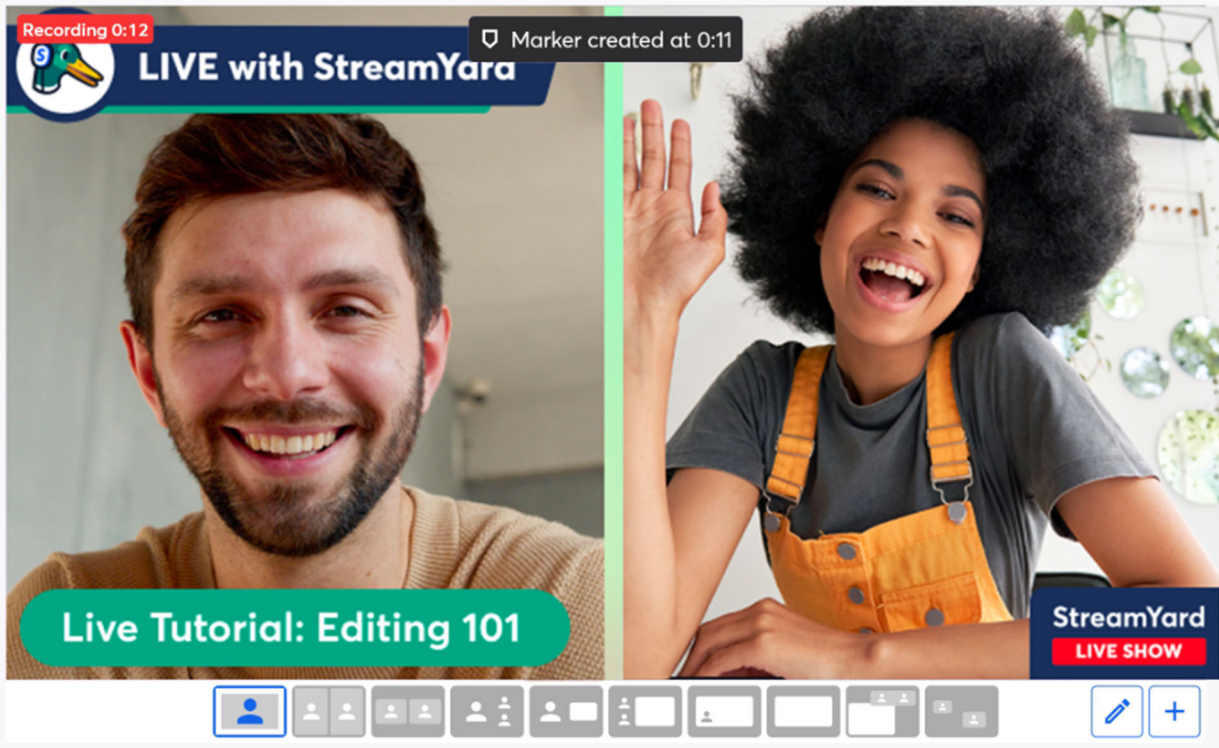 Recording 0:12
Marker created at 0:11
S
LIVE with StreamYard
Live Tutorial: Editing 101
StreamYard
LIVE SHOW